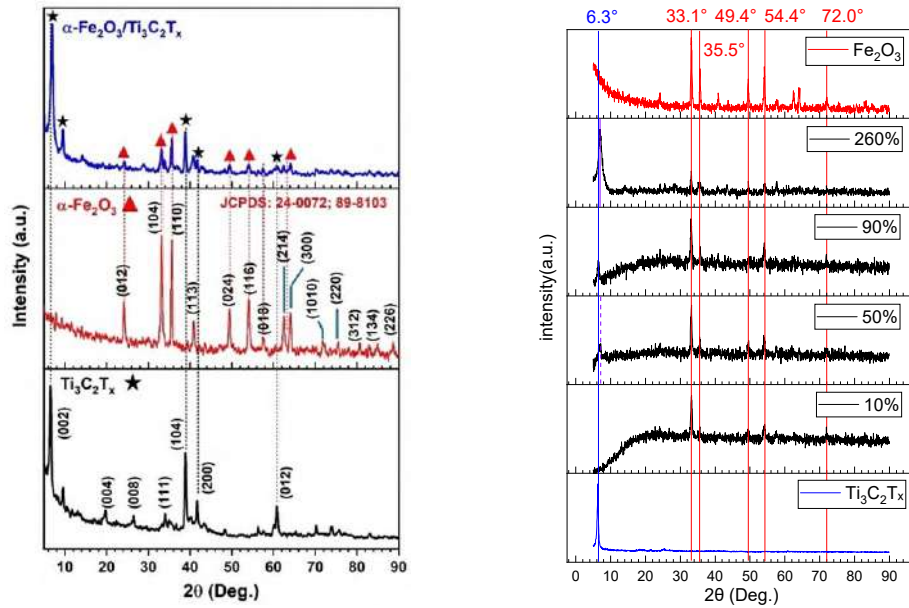 α-Fe₂O₃/Ti₃C₂Tₓ
α-Fe₂O₃
JCPDS: 24-0072; 89-8103
(012)
(104)
(110)
(113)
(024)
(116)
(018)
(214)
(300)
(1010)
(220)
(312)
(134)
(226)
Ti₃C₂Tₓ
(002)
(004)
(008)
(111)
(104)
(200)
(012)
Intensity (a.u.)
10 20 30 40 50 60 70 80 90
2θ (Deg.)
6.3° 33.1° 49.4° 54.4° 72.0°
35.5°
Fe₂O₃
260%
90%
50%
10%
Ti₃C₂Tx
intensity(a.u.)
0 10 20 30 40 50 60 70 80 90
2θ (Deg.)